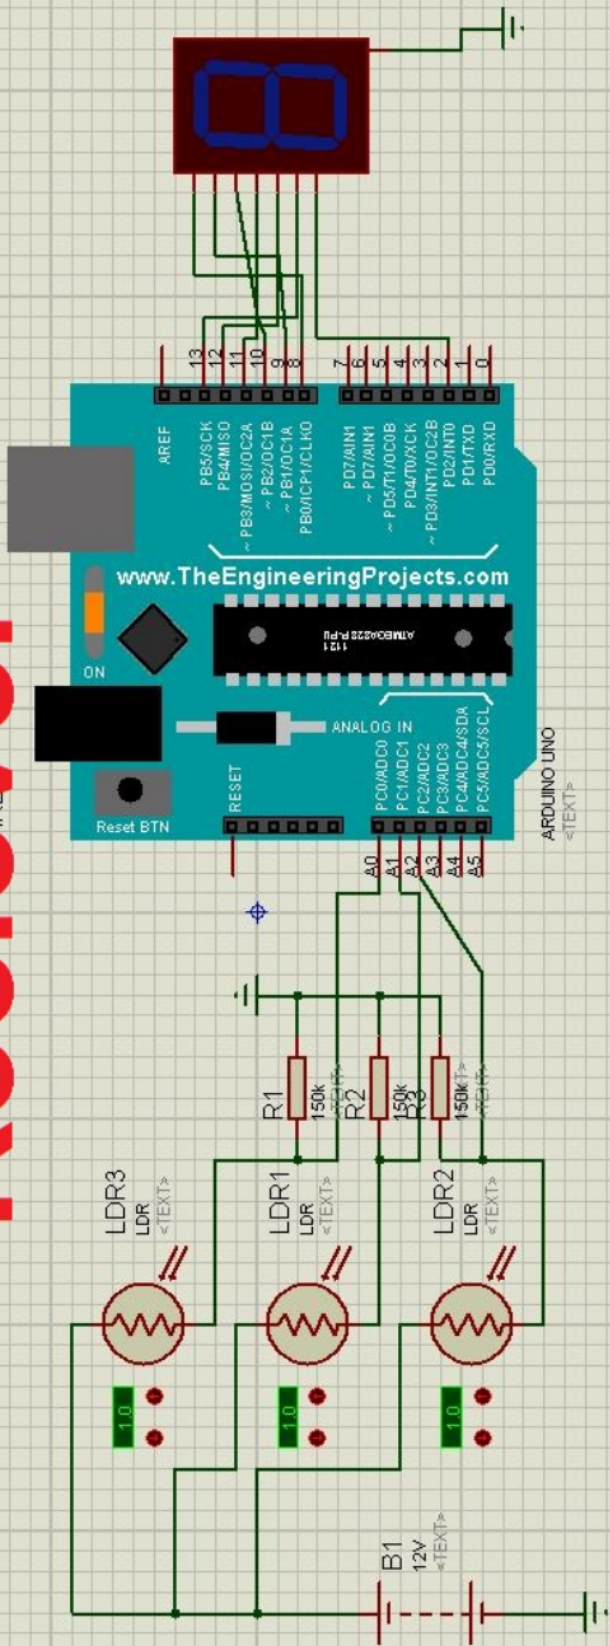 13
12
11
10
9
8
7
6
5
4
3
2
1
0
AREF
PB5/SCK
PB4/MISO
~ PB3/MOSI/OC2A
~ PB2/OC1B
~ PB1/OC1A
PB0/ICP1/CLKO
PD7/AIN1
~ PD7/AIN1
~ PD5/T1/OC0B
PD4/T0/XCK
~ PD3/INT1/OC2B
PD2/INT0
PD1/TXD
PD0/RXD
www.TheEngineeringProjects.com
1121
ON
ANALOG IN
RESET
PC0/ADC0
PC1/ADC1
PC2/ADC2
PC3/ADC3
PC4/ADC4/SDA
PC5/ADC5/SCL
Reset BTN
ARDUINO UNO
<TEXT>
A0
A1
A2
A3
A4
A5
R1
150k
<TEXT>
R2
150k
R3
150k
<TEXT>
<TEXT>
LDR3
LDR
<TEXT>
LDR1
LDR
<TEXT>
LDR2
LDR
<TEXT>
1.0
1.0
1.0
B1
12V
<TEXT>